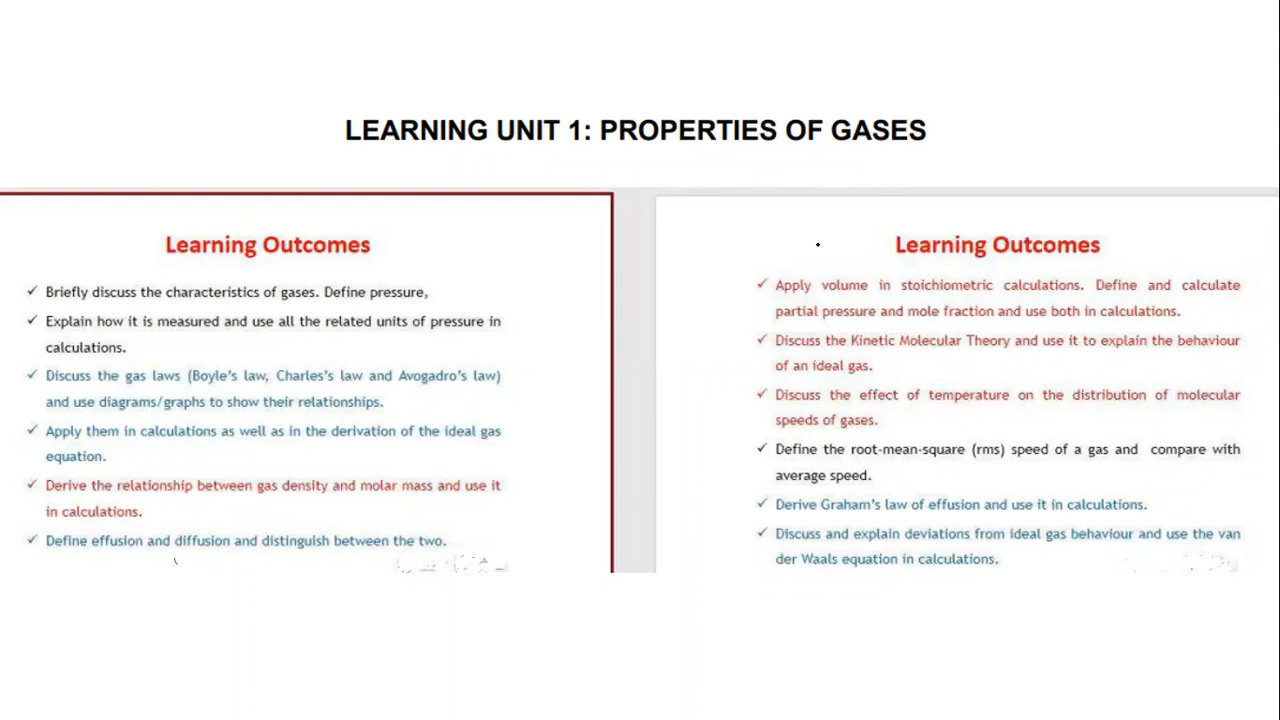 LEARNING UNIT 1: PROPERTIES OF GASES
Learning Outcomes
✓ Briefly discuss the characteristics of gases. Define pressure,
✓ Explain how it is measured and use all the related units of pressure in
calculations.
✓ Discuss the gas laws (Boyle's law, Charles's law and Avogadro's law)
and use diagrams/graphs to show their relationships.
✓ Apply them in calculations as well as in the derivation of the ideal gas
equation.
✓ Derive the relationship between gas density and molar mass and use it
in calculations.
✓ Define effusion and diffusion and distinguish between the two.
Learning Outcomes
✓ Apply volume in stoichiometric calculations. Define and calculate
partial pressure and mole fraction and use both in calculations.
✓ Discuss the Kinetic Molecular Theory and use it to explain the behaviour
of an ideal gas.
✓ Discuss the effect of temperature on the distribution of molecular
speeds of gases.
✓ Define the root-mean-square (rms) speed of a gas and compare with
average speed.
✓ Derive Graham's law of effusion and use it in calculations.
✓ Discuss and explain deviations from ideal gas behaviour and use the van
der Waals equation in calculations.